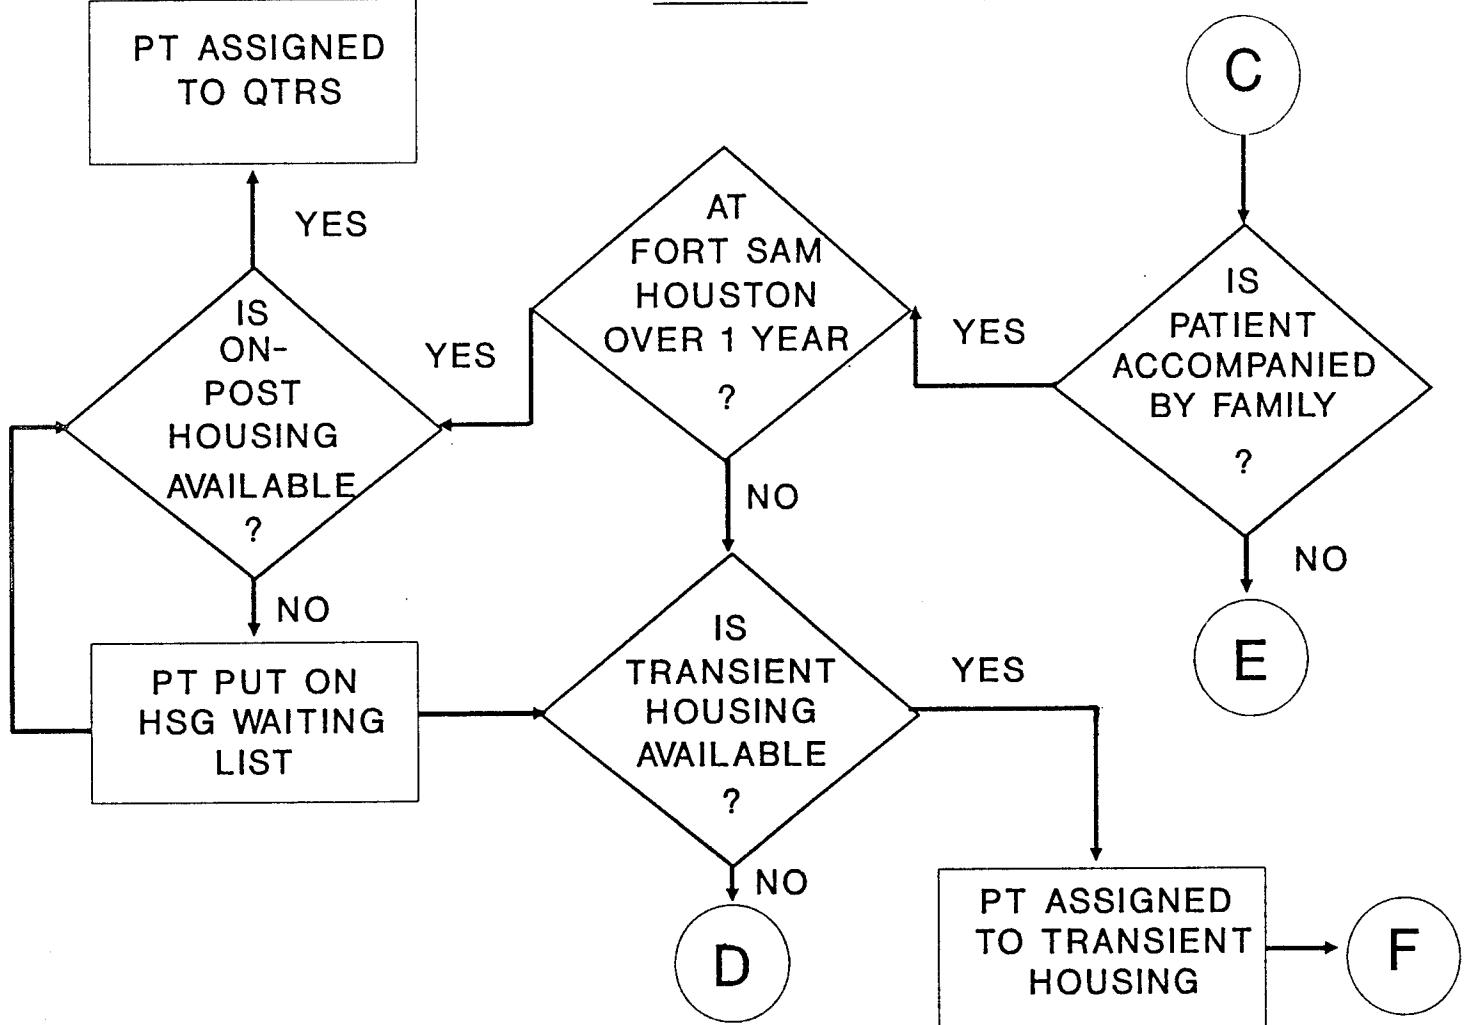 PT ASSIGNED
TO QTRS
C
YES
AT
FORT SAM
HOUSTON
OVER 1 YEAR
?
YES
IS
PATIENT
ACCOMPANIED
BY FAMILY
?
IS
ON-
POST
HOUSING
AVAILABLE
?
YES
NO
NO
NO
E
PT PUT ON
HSG WAITING
LIST
IS
TRANSIENT
HOUSING
AVAILABLE
?
YES
NO
D
PT ASSIGNED
TO TRANSIENT
HOUSING
F